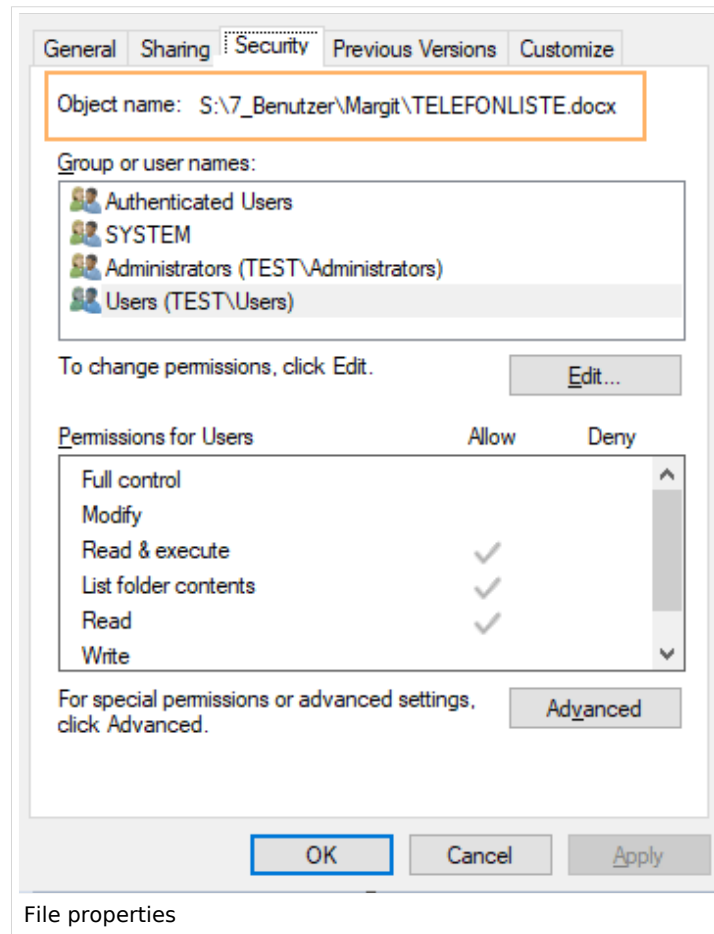 General Sharing Security Previous Versions Customize
Object name: S:\7_Benutzer\Margit\TELEFONLISTE.docx
Group or user names:
Authenticated Users
SYSTEM
Administrators (TEST\Administrators)
Users (TEST\Users)
To change permissions, click Edit.
Edit...
Permissions for Users Allow Deny
Full control
Modify
Read & execute
List folder contents
Read
Write
For special permissions or advanced settings,
click Advanced.
Advanced
OK Cancel Apply
File properties